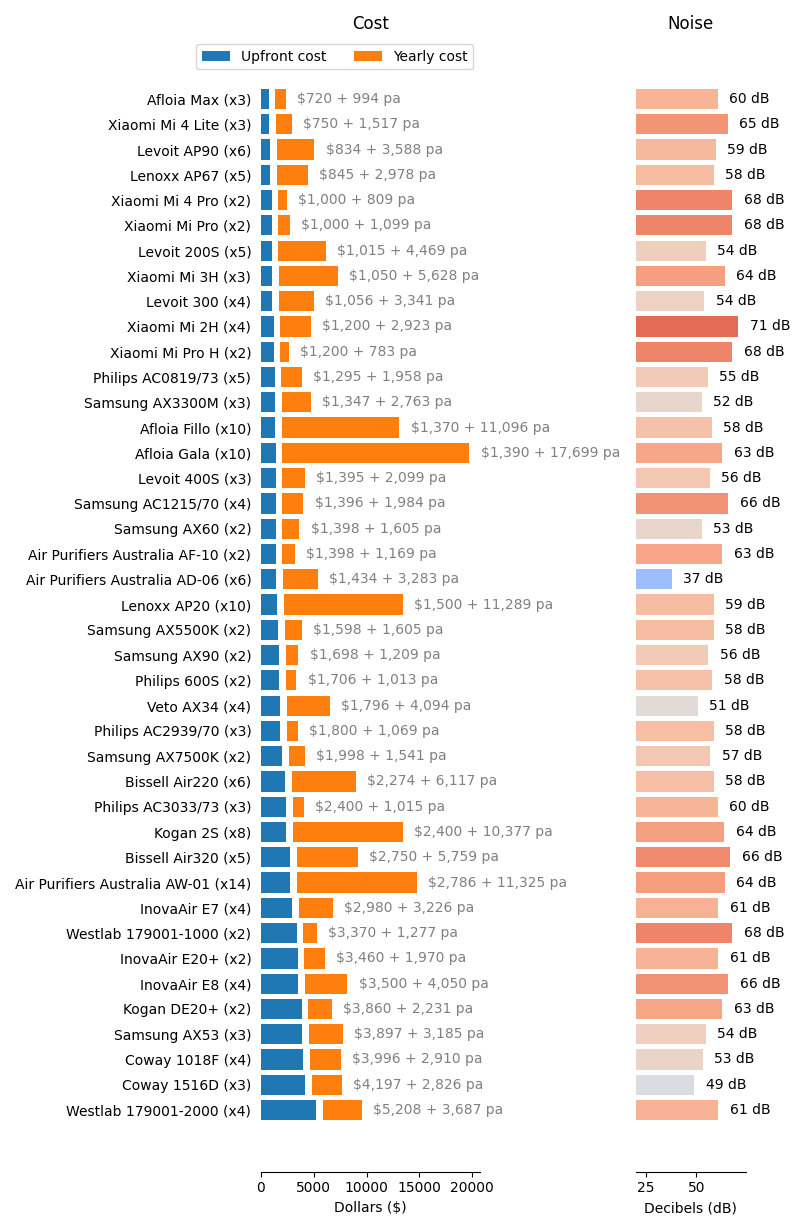 Cost Noise
Upfront cost Yearly cost
Afloia Max (x3) $720 + 994 pa 60 dB
Xiaomi Mi 4 Lite (x3) $750 + 1,517 pa 65 dB
Levoit AP90 (x6) $834 + 3,588 pa 59 dB
Lenoxx AP67 (x5) $845 + 2,978 pa 58 dB
Xiaomi Mi 4 Pro (x2) $1,000 + 809 pa 68 dB
Xiaomi Mi Pro (x2) $1,000 + 1,099 pa 68 dB
Levoit 200S (x5) $1,015 + 4,469 pa 54 dB
Xiaomi Mi 3H (x3) $1,050 + 5,628 pa 64 dB
Levoit 300 (x4) $1,056 + 3,341 pa 54 dB
Xiaomi Mi 2H (x4) $1,200 + 2,923 pa 71 dB
Xiaomi Mi Pro H (x2) $1,200 + 783 pa 68 dB
Philips AC0819/73 (x5) $1,295 + 1,958 pa 55 dB
Samsung AX3300M (x3) $1,347 + 2,763 pa 52 dB
Afloia Fillo (x10) $1,370 + 11,096 pa 58 dB
Afloia Gala (x10) $1,390 + 17,699 pa 63 dB
Levoit 400S (x3) $1,395 + 2,099 pa 56 dB
Samsung AC1215/70 (x4) $1,396 + 1,984 pa 66 dB
Samsung AX60 (x2) $1,398 + 1,605 pa 53 dB
Air Purifiers Australia AF-10 (x2) $1,398 + 1,169 pa 63 dB
Air Purifiers Australia AD-06 (x6) $1,434 + 3,283 pa 37 dB
Lenoxx AP20 (x10) $1,500 + 11,289 pa 59 dB
Samsung AX5500K (x2) $1,598 + 1,605 pa 58 dB
Samsung AX90 (x2) $1,698 + 1,209 pa 56 dB
Philips 600S (x2) $1,706 + 1,013 pa 58 dB
Veto AX34 (x4) $1,796 + 4,094 pa 51 dB
Philips AC2939/70 (x3) $1,800 + 1,069 pa 58 dB
Samsung AX7500K (x2) $1,998 + 1,541 pa 57 dB
Bissell Air220 (x6) $2,274 + 6,117 pa 58 dB
Philips AC3033/73 (x3) $2,400 + 1,015 pa 60 dB
Kogan 2S (x8) $2,400 + 10,377 pa 64 dB
Bissell Air320 (x5) $2,750 + 5,759 pa 66 dB
Air Purifiers Australia AW-01 (x14) $2,786 + 11,325 pa 64 dB
InovaAir E7 (x4) $2,980 + 3,226 pa 61 dB
Westlab 179001-1000 (x2) $3,370 + 1,277 pa 68 dB
InovaAir E20+ (x2) $3,460 + 1,970 pa 61 dB
InovaAir E8 (x4) $3,500 + 4,050 pa 66 dB
Kogan DE20+ (x2) $3,860 + 2,231 pa 63 dB
Samsung AX53 (x3) $3,897 + 3,185 pa 54 dB
Coway 1018F (x4) $3,996 + 2,910 pa 53 dB
Coway 1516D (x3) $4,197 + 2,826 pa 49 dB
Westlab 179001-2000 (x4) $5,208 + 3,687 pa 61 dB
0 5000 10000 15000 20000 25 50
Dollars ($) Decibels (dB)